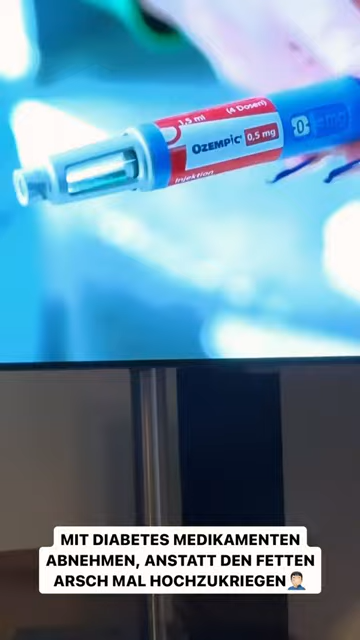 1,5 ml (4 Dosen)
OZEMPIC® 0,5 mg
Injektion
-0-
MIT DIABETES MEDIKAMENTEN
ABNEHMEN, ANSTATT DEN FETTEN
ARSCH MAL HOCHZUKRIEGEN🤦🏻‍♂️